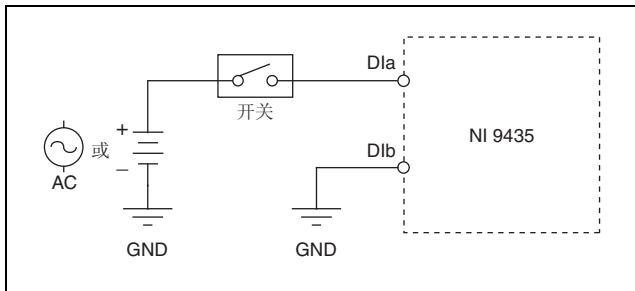 DIa
开关
+
或
AC
–
DIb
NI 9435
GND
GND